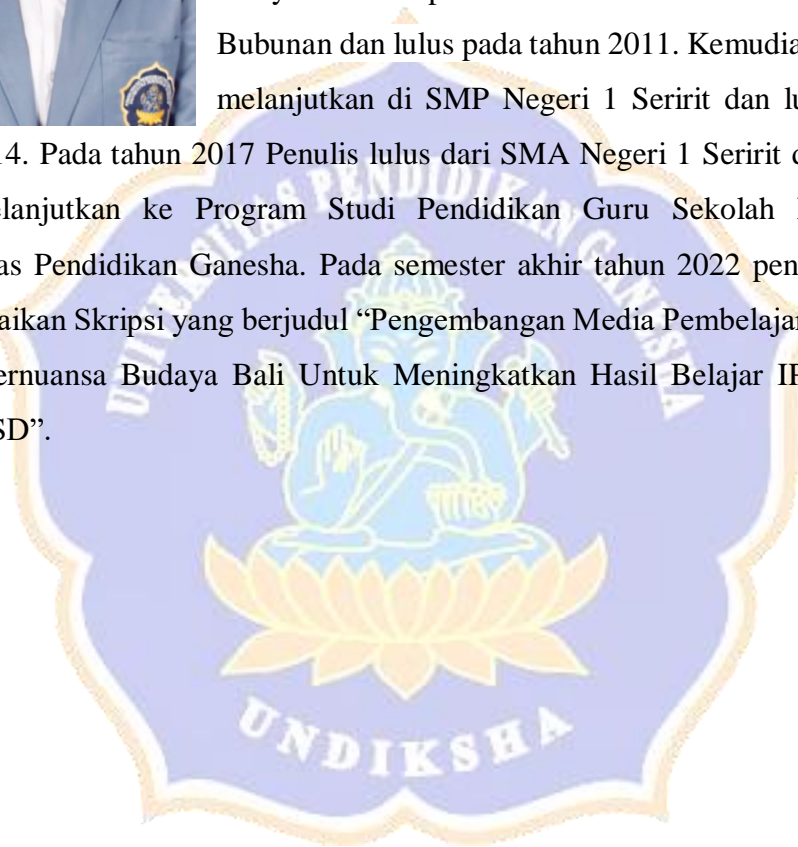 Bubunan dan lulus pada tahun 2011. Kemudia
melanjutkan di SMP Negeri 1 Seririt dan lu
14. Pada tahun 2017 Penulis lulus dari SMA Negeri 1 Seririt d
elanjutkan ke Program Studi Pendidikan Guru Sekolah
as Pendidikan Ganesha. Pada semester akhir tahun 2022 pen
aikan Skripsi yang berjudul “Pengembangan Media Pembelajar
ernuansa Budaya Bali Untuk Meningkatkan Hasil Belajar
SD”.
UNIVERSITAS PENDIDIKAN GANESHA
UNDIKSHA